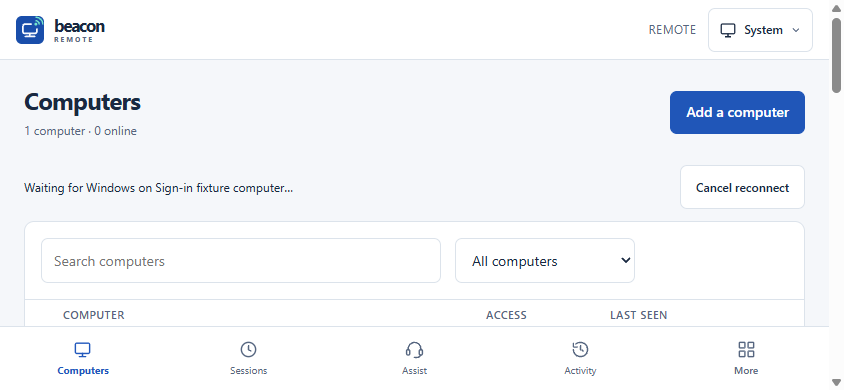 beacon
REMOTE
REMOTE
System
Computers
Add a computer
1 computer · 0 online
Waiting for Windows on Sign-in fixture computer...
Cancel reconnect
Search computers
All computers
COMPUTER
ACCESS
LAST SEEN
Computers
Sessions
Assist
Activity
More